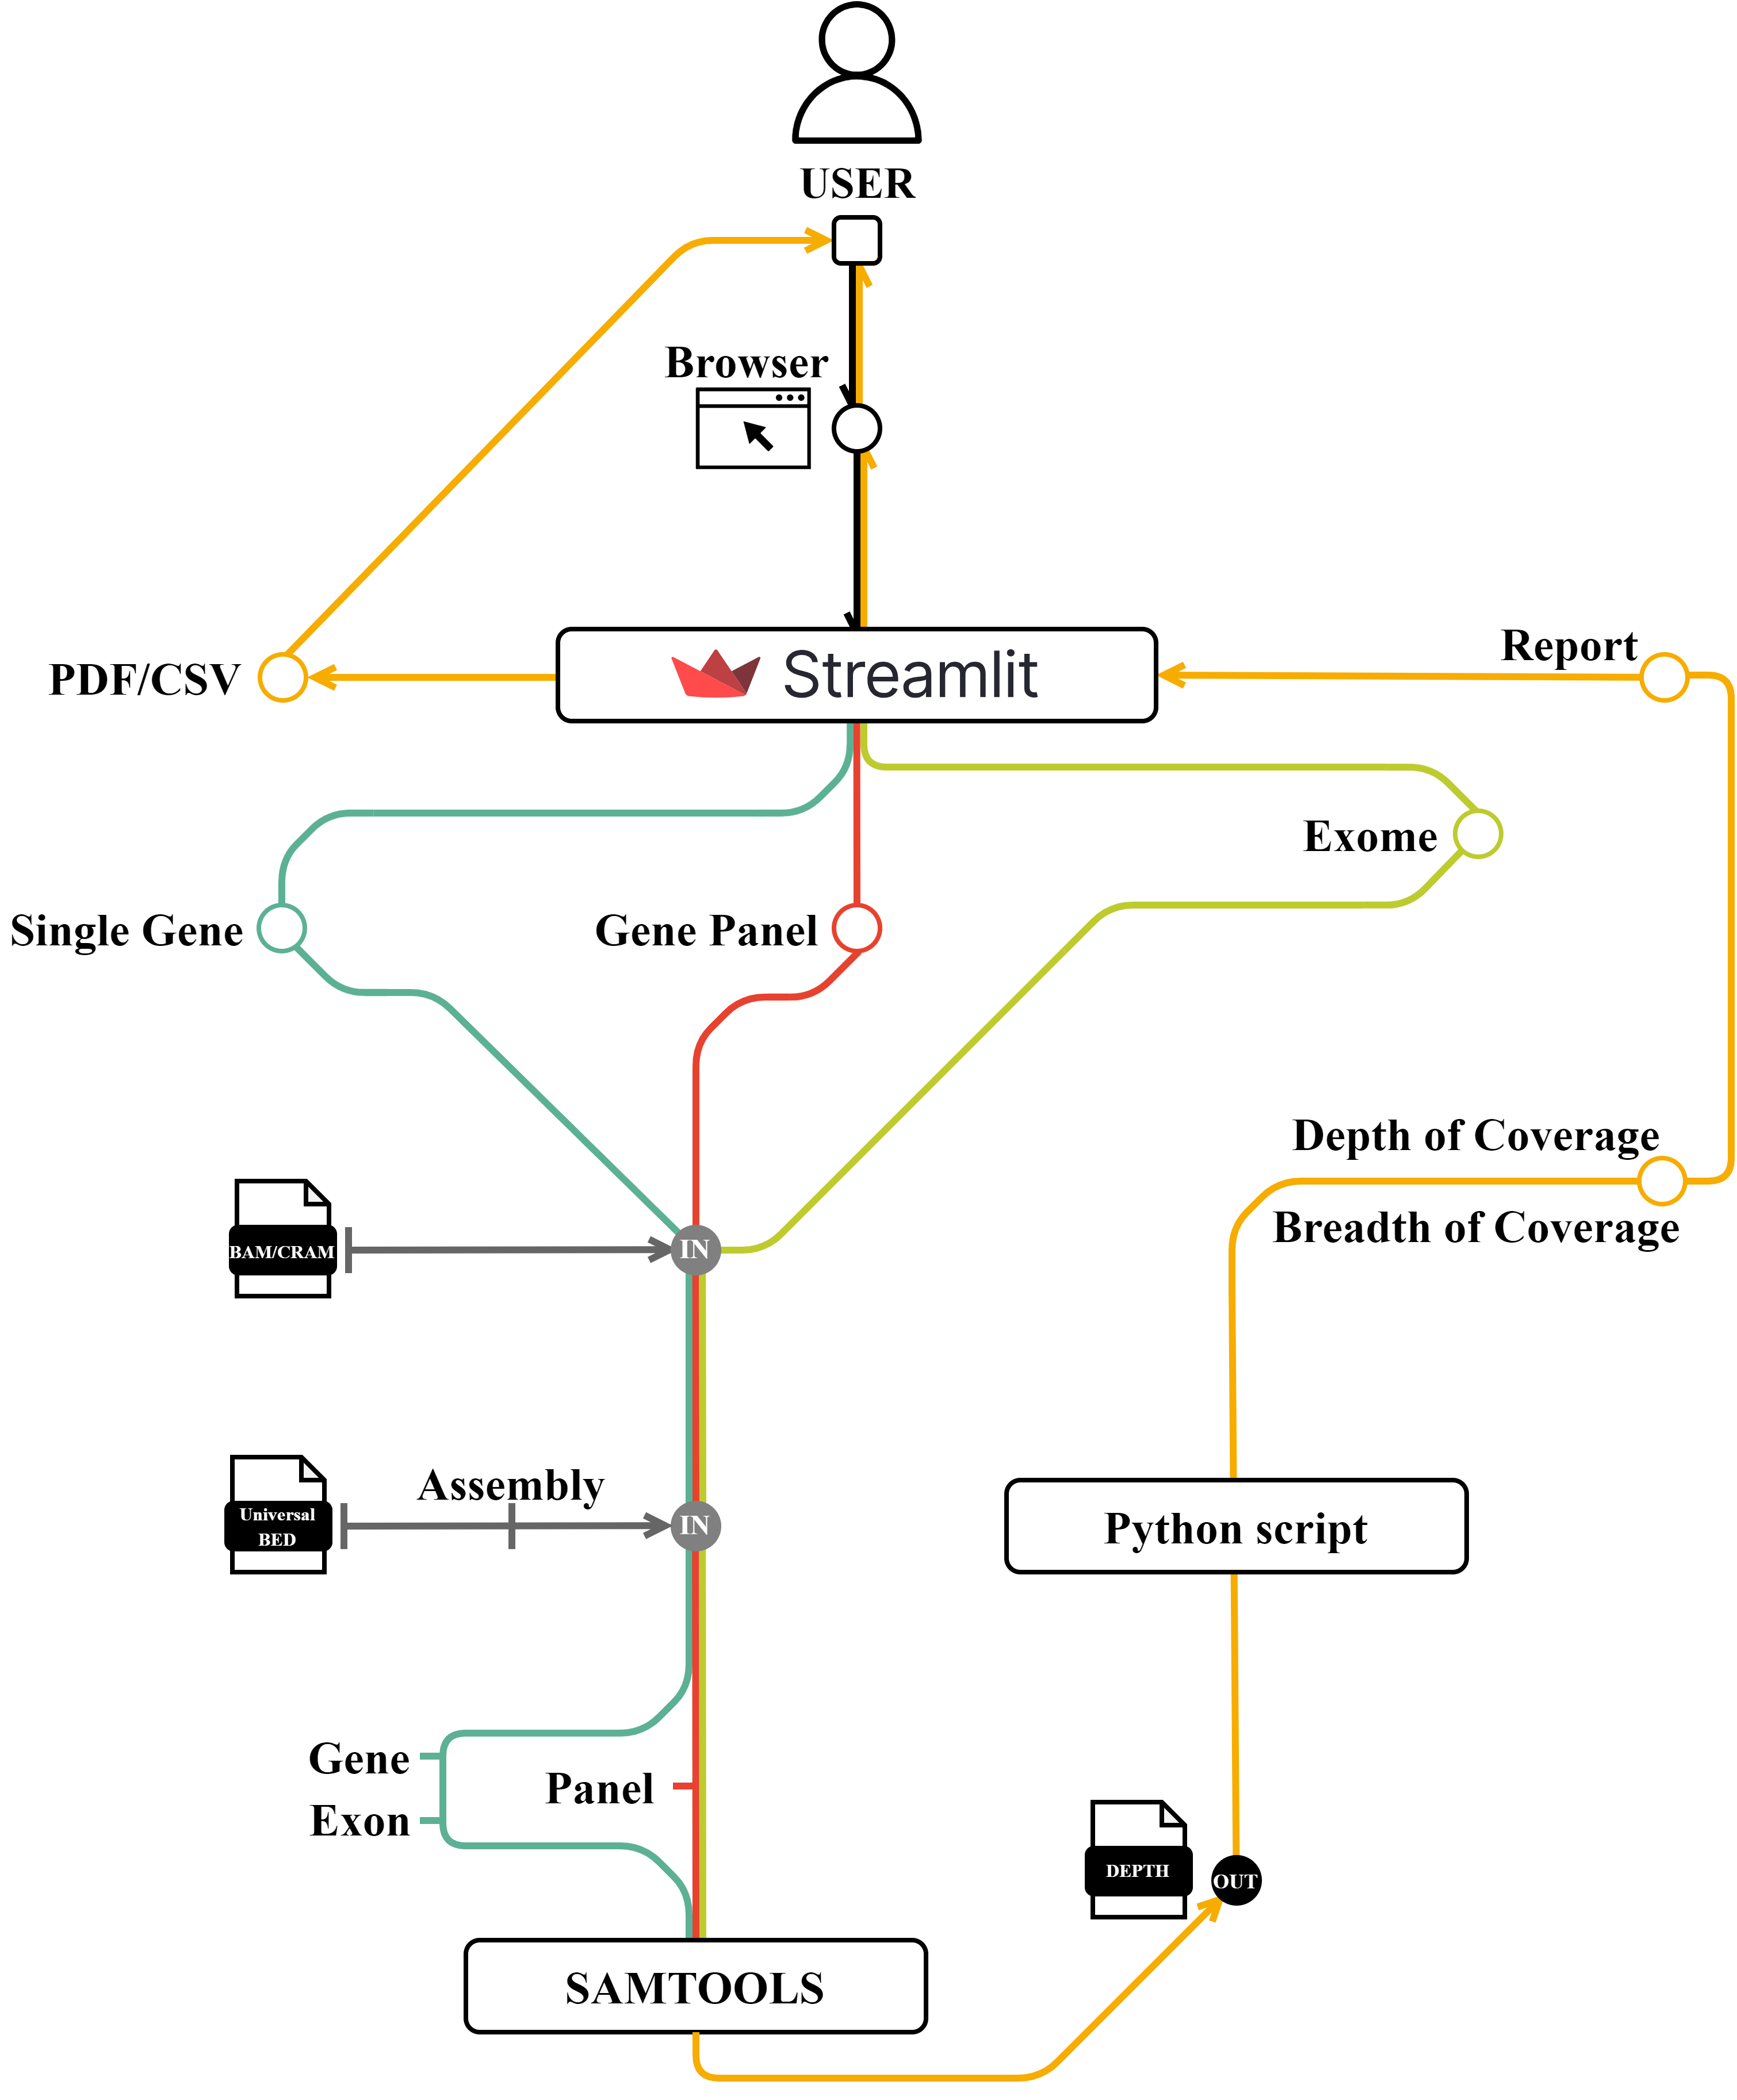 USER
Browser
Streamlit
PDF/CSV
Report
Exome
Single Gene
Gene Panel
Depth of Coverage
Breadth of Coverage
BAM/CRAM
IN
Assembly
Universal
BED
IN
Python script
Gene
Panel
Exon
DEPTH
OUT
SAMTOOLS